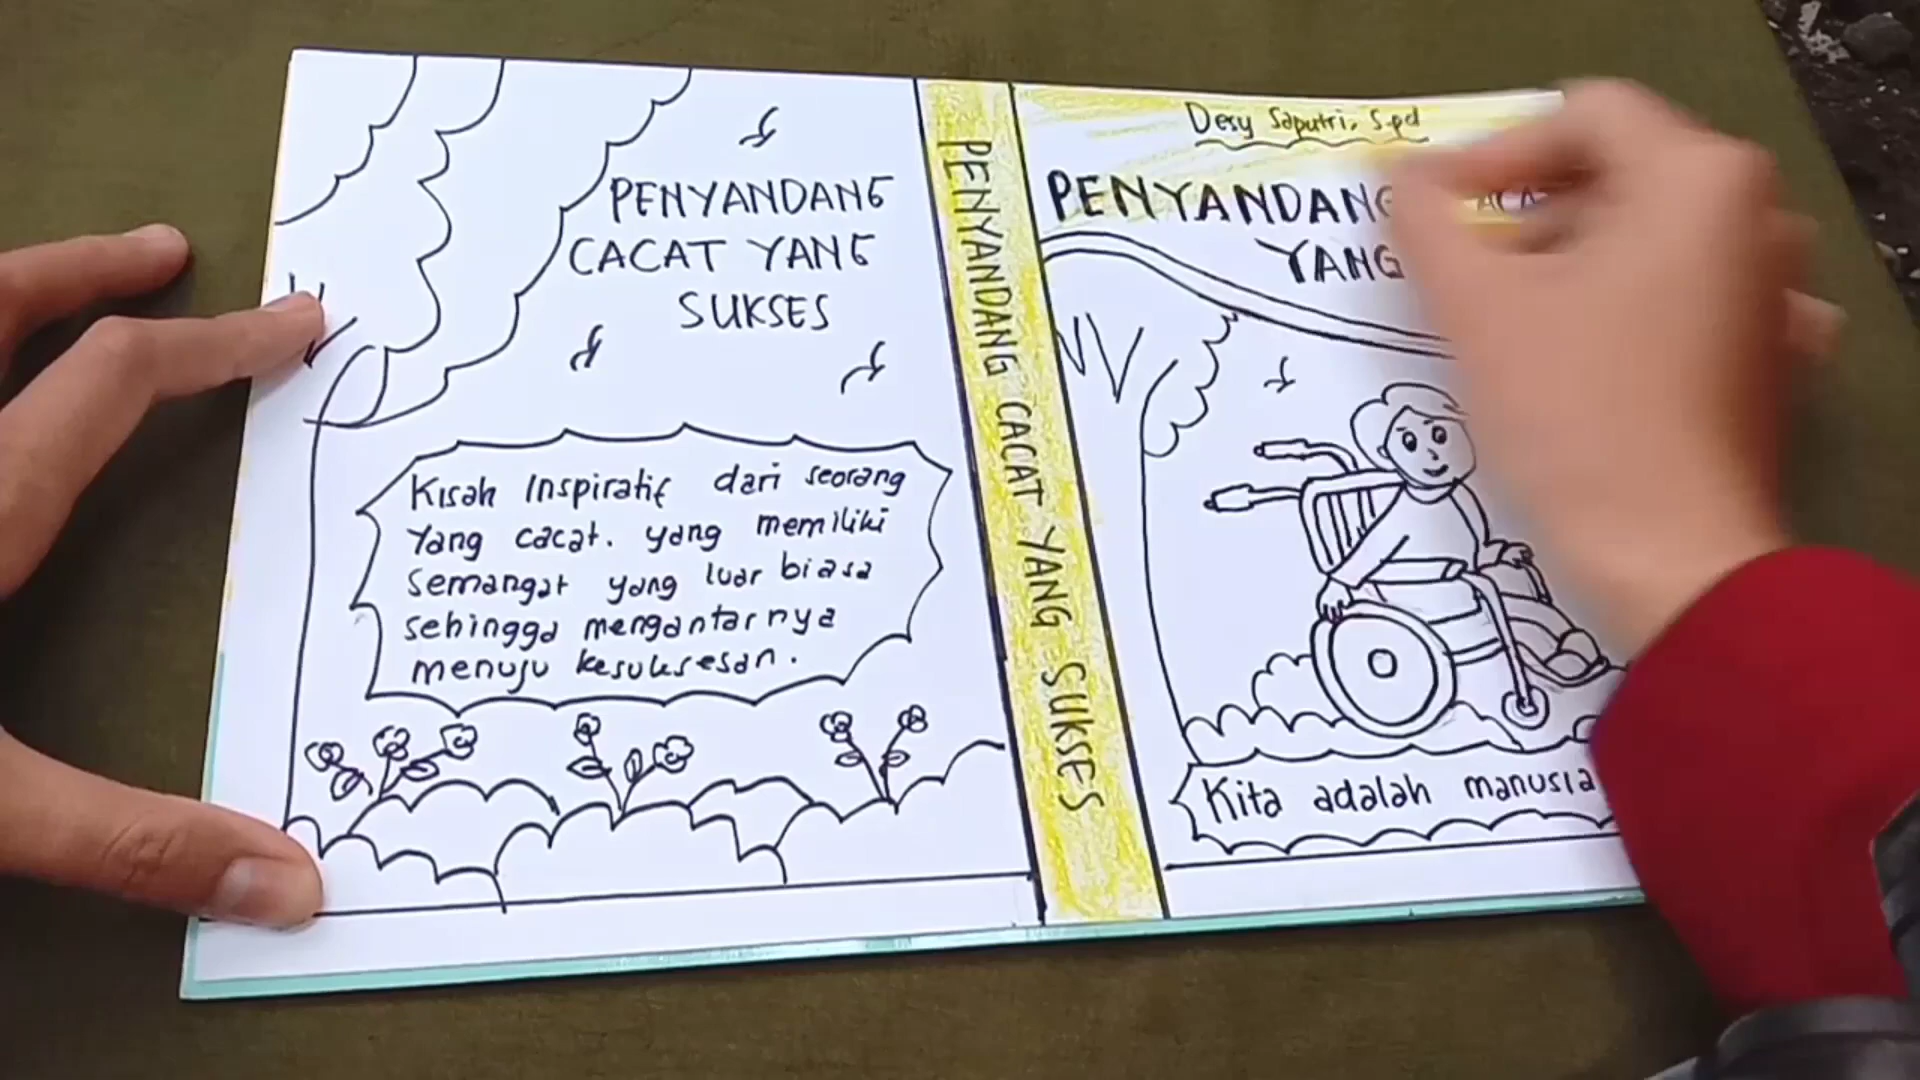 PENYANDANG
CACAT YANG
SUKSES
Kisah Inspiratif dari seorang
Yang cacat. yang memiliki
semangat yang luar biasa
sehingga mengantarnya
menuju kesuksesan.
PENYANDANG CACAT YANG SUKSES
Desy Saputri, S.pd
PENYANDANG
YANG
Kita adalah manusia